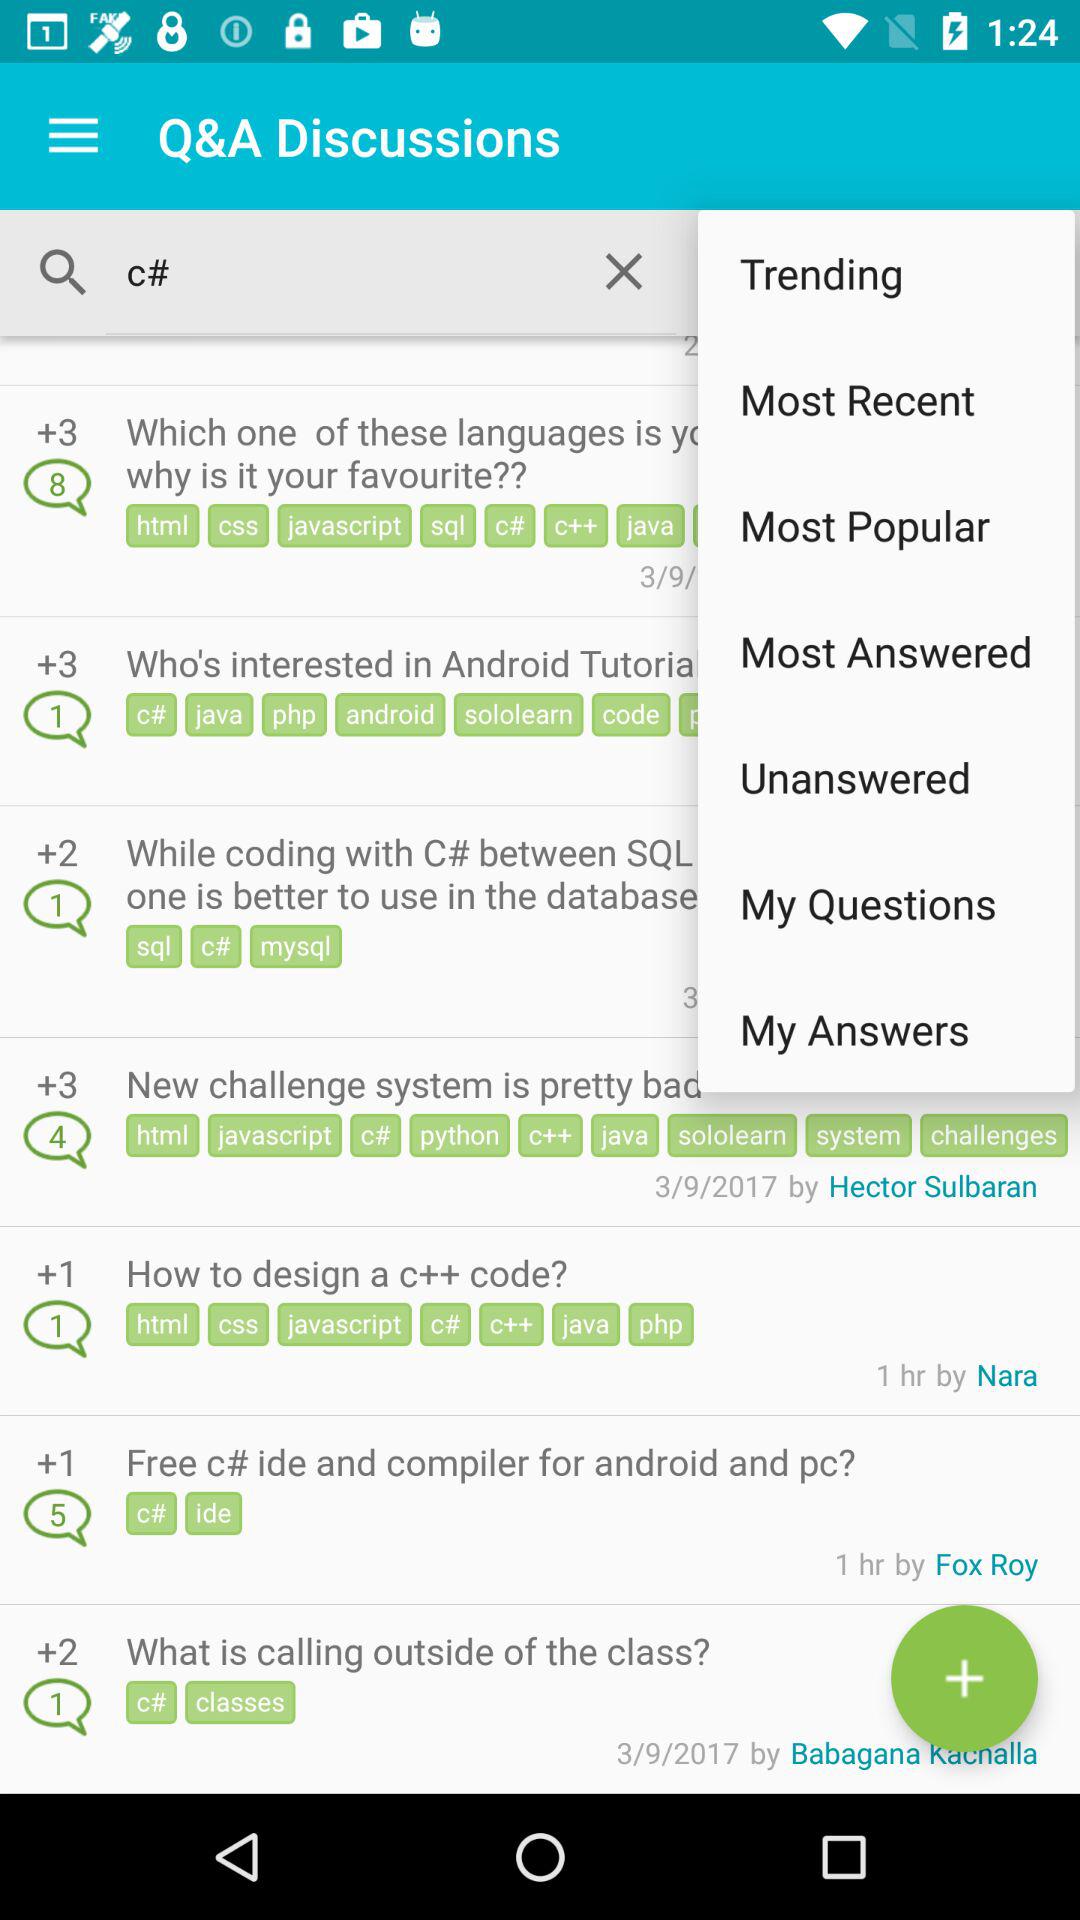 1 FAKE 1:24
Q&A Discussions
c#
Trending
Most Recent
Most Popular
Most Answered
Unanswered
My Questions
My Answers
2
+3
8
Which one of these languages is
why is it your favourite??
html css javascript sql c# c++ java
3/9/
+3
1
Who's interested in Android
c# java php android sololearn code
+2
1
While coding with C# between SQL
one is better to use in the database
sql c# mysql
3
+3
4
New challenge system is pretty bad
html javascript c# python c++ java sololearn system challenges
3/9/2017 by Hector Sulbaran
+1
1
How to design a c++ code?
html css javascript c# c++ java php
1 hr by Nara
+1
5
Free c# ide and compiler for android and pc?
c# ide
1 hr by Fox Roy
+2
1
What is calling outside of the class?
c# classes
3/9/2017 by Babagana Kachalla